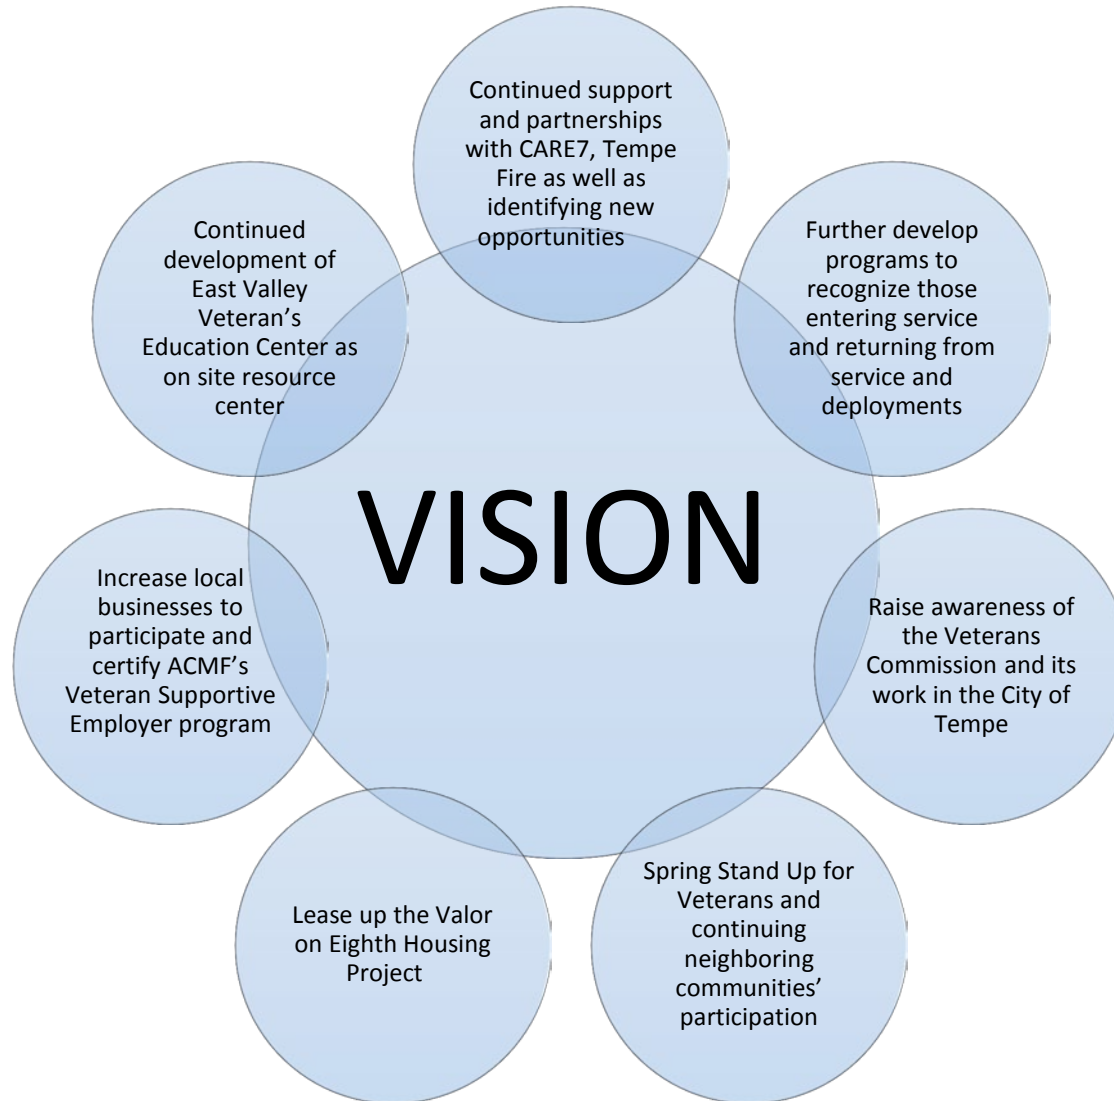 Continued support
and partnerships
with CARE7, Tempe
Fire as well as
identifying new
opportunities
Further develop
programs to
recognize those
entering service
and returning from
service and
deployments
Raise awareness of
the Veterans
Commission and its
work in the City of
Tempe
Spring Stand Up for
Veterans and
continuing
neighboring
communities’
participation
Lease up the Valor
on Eighth Housing
Project
Increase local
businesses to
participate and
certify ACMF’s
Veteran Supportive
Employer program
Continued
development of
East Valley
Veteran’s
Education Center as
on site resource
center
VISION